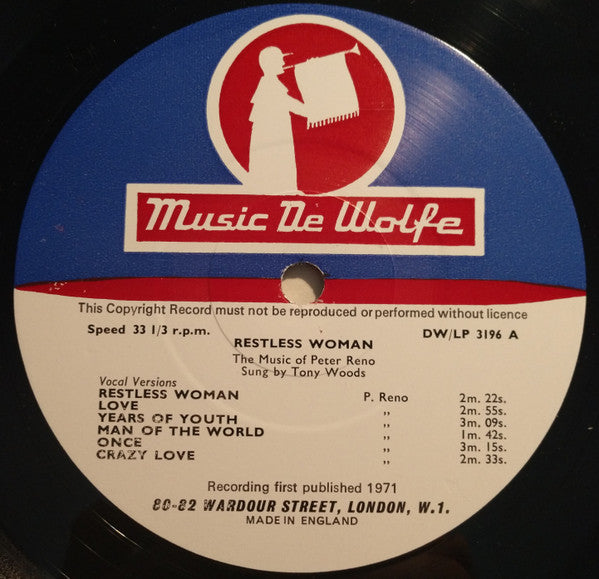 Music De Wolfe
This Copyright Record must not be reproduced or performed without licence
Speed 33 1/3 r.p.m. RESTLESS WOMAN DW/LP 3196 A
The Music of Peter Reno
Sung by Tony Woods
Vocal Versions
RESTLESS WOMAN P. Reno 2m. 22s.
LOVE ,, 2m. 55s.
YEARS OF YOUTH ,, 3m. 09s.
MAN OF THE WORLD ,, 1m. 42s.
ONCE ,, 3m. 15s.
CRAZY LOVE ,, 2m. 33s.
Recording first published 1971
80-82 WARDOUR STREET, LONDON, W.1.
MADE IN ENGLAND